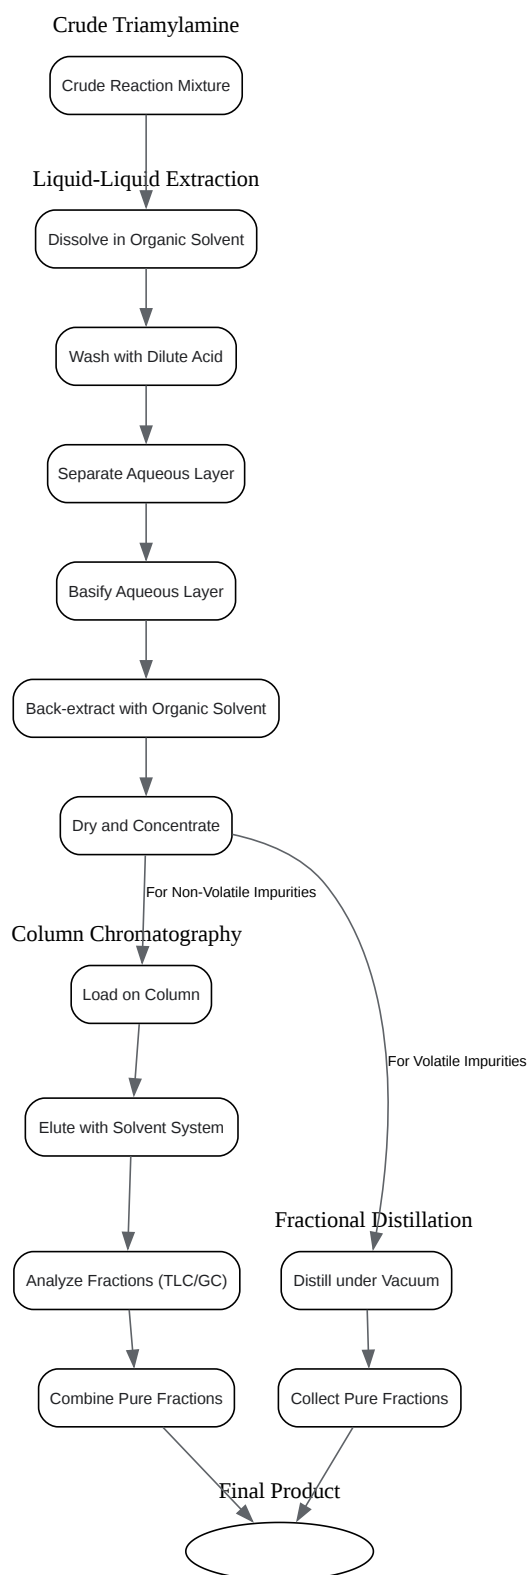 Crude Triamylamine
Crude Reaction Mixture
Liquid-Liquid Extraction
Dissolve in Organic Solvent
Wash with Dilute Acid
Separate Aqueous Layer
Basify Aqueous Layer
Back-extract with Organic Solvent
Dry and Concentrate
For Non-Volatile Impurities
Column Chromatography
Load on Column
For Volatile Impurities
Elute with Solvent System
Fractional Distillation
Analyze Fractions (TLC/GC)
Distill under Vacuum
Combine Pure Fractions
Collect Pure Fractions
Final Product